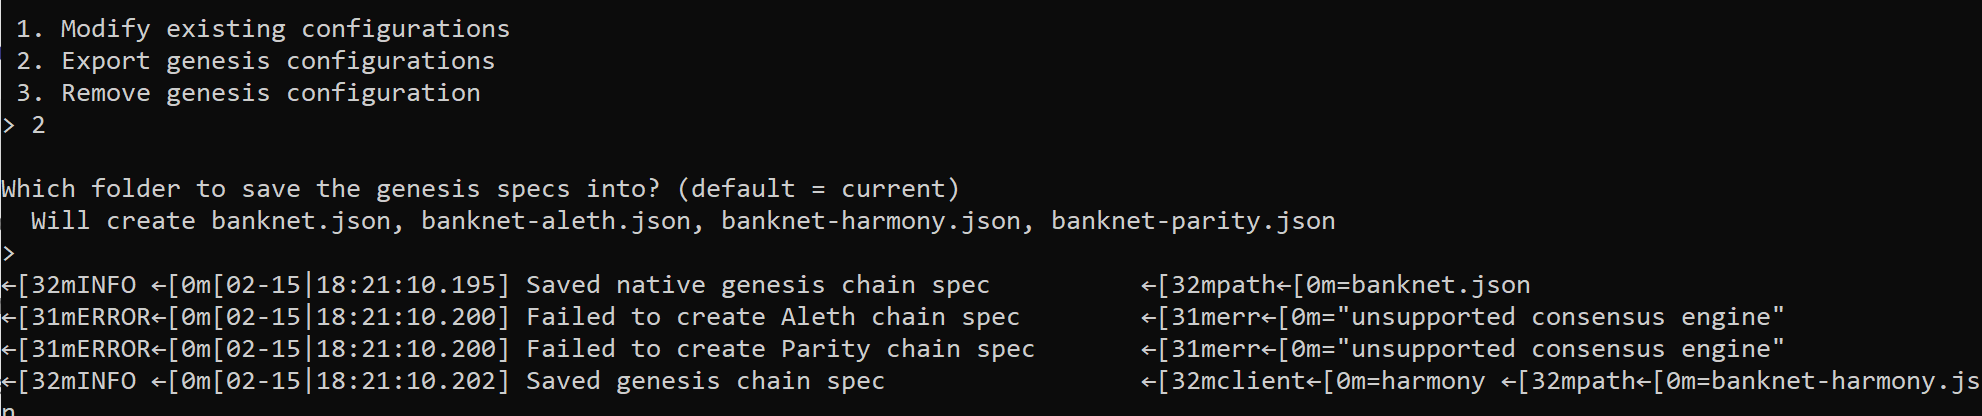 1. Modify existing configurations
2. Export genesis configurations
3. Remove genesis configuration
> 2
Which folder to save the genesis specs into? (default = current)
Will create banknet.json, banknet-aleth.json, banknet-harmony.json, banknet-parity.json
>
←[32mINFO ←[0m[02-15|18:21:10.195] Saved native genesis chain spec ←[32mpath←[0m=banknet.json
←[31mERROR←[0m[02-15|18:21:10.200] Failed to create Aleth chain spec ←[31merr←[0m="unsupported consensus engine"
←[31mERROR←[0m[02-15|18:21:10.200] Failed to create Parity chain spec ←[31merr←[0m="unsupported consensus engine"
←[32mINFO ←[0m[02-15|18:21:10.202] Saved genesis chain spec ←[32mclient←[0m=harmony ←[32mpath←[0m=banknet-harmony.js
n